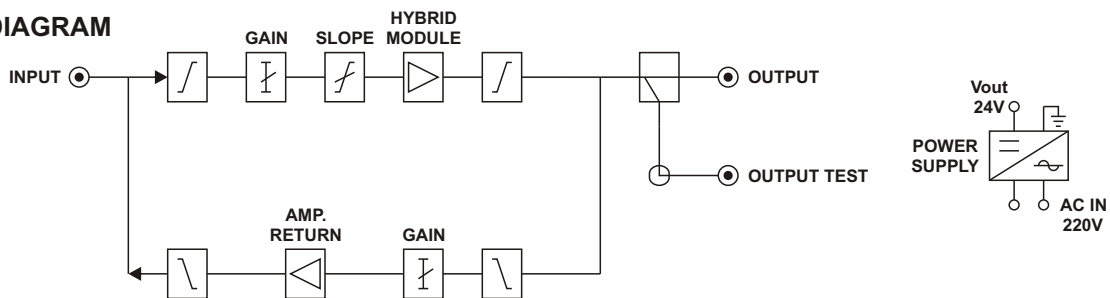 DIAGRAM
INPUT
GAIN
SLOPE
HYBRID
MODULE
OUTPUT
OUTPUT TEST
AMP.
RETURN
GAIN
Vout
24V
POWER
SUPPLY
AC IN
220V